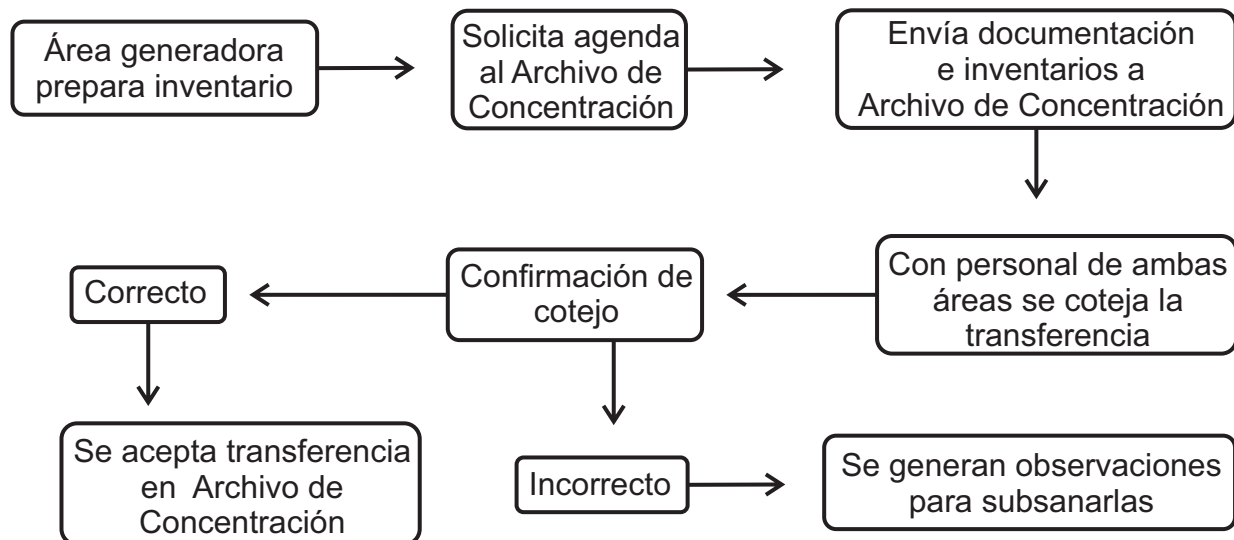 Área generadora
prepara inventario
Solicita agenda
al Archivo de
Concentración
Envía documentación
e inventarios a
Archivo de Concentración
Con personal de ambas
áreas se coteja la
transferencia
Confirmación de
cotejo
Correcto
Se acepta transferencia
en Archivo de
Concentración
Incorrecto
Se generan observaciones
para subsanarlas